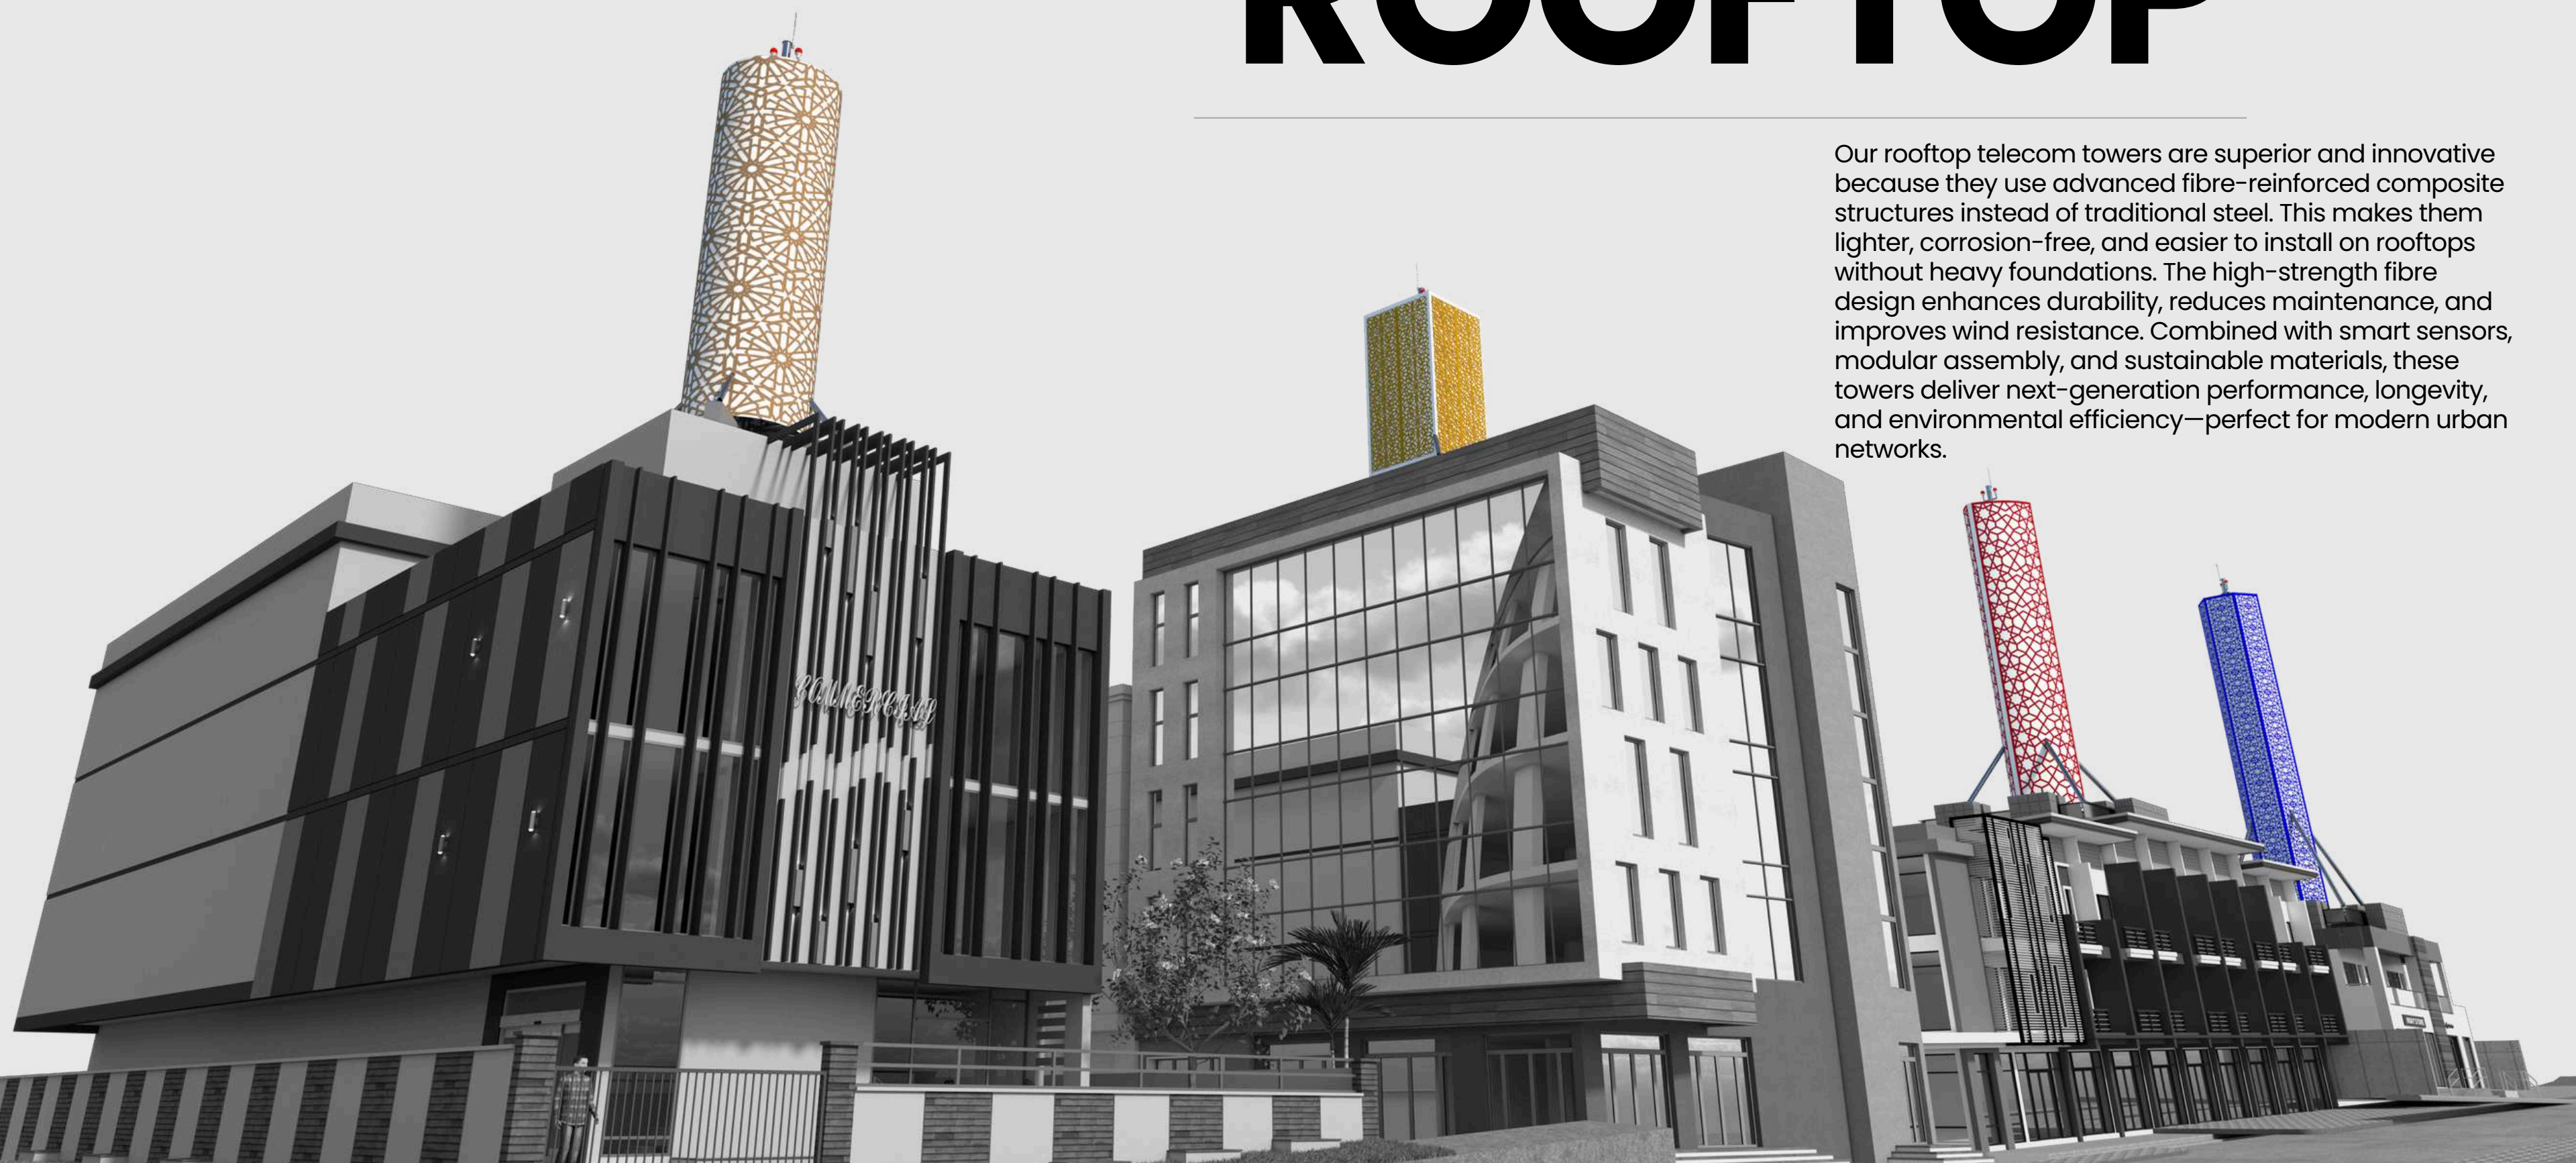 ROOFTOP
Our rooftop telecom towers are superior and innovative
because they use advanced fibre-reinforced composite
structures instead of traditional steel. This makes them
lighter, corrosion-free, and easier to install on rooftops
without heavy foundations. The high-strength fibre
design enhances durability, reduces maintenance, and
improves wind resistance. Combined with smart sensors,
modular assembly, and sustainable materials, these
towers deliver next-generation performance, longevity,
and environmental efficiency—perfect for modern urban
networks.
COMMERCIAL